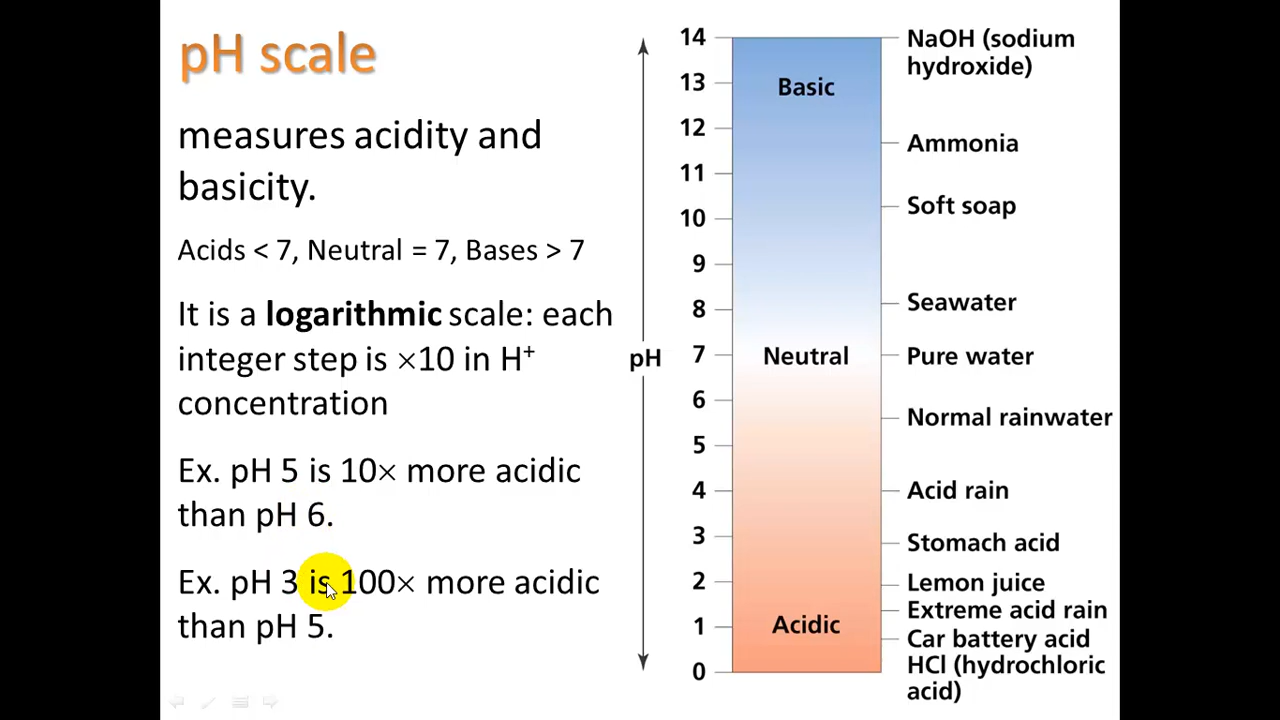 pH scale
measures acidity and
basicity.
Acids < 7, Neutral = 7, Bases > 7
It is a logarithmic scale: each
integer step is ×10 in H⁺
concentration
Ex. pH 5 is 10× more acidic
than pH 6.
Ex. pH 3 is 100× more acidic
than pH 5.
pH
14
13
12
11
10
9
8
7
6
5
4
3
2
1
0
Basic
Neutral
Acidic
NaOH (sodium
hydroxide)
Ammonia
Soft soap
Seawater
Pure water
Normal rainwater
Acid rain
Stomach acid
Lemon juice
Extreme acid rain
Car battery acid
HCl (hydrochloric
acid)